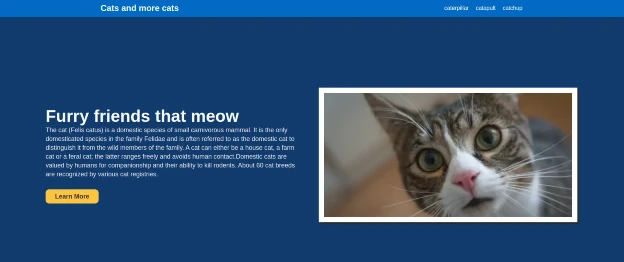 Cats and more cats
caterpillar catapult catchup
Furry friends that meow
The cat (Felis catus) is a domestic species of small carnivorous mammal. It is the only
domesticated species in the family Felidae and is often referred to as the domestic cat to
distinguish it from the wild members of the family. A cat can either be a house cat, a farm
cat or a feral cat; the latter ranges freely and avoids human contact.Domestic cats are
valued by humans for companionship and their ability to kill rodents. About 60 cat breeds
are recognized by various cat registries.
Learn More